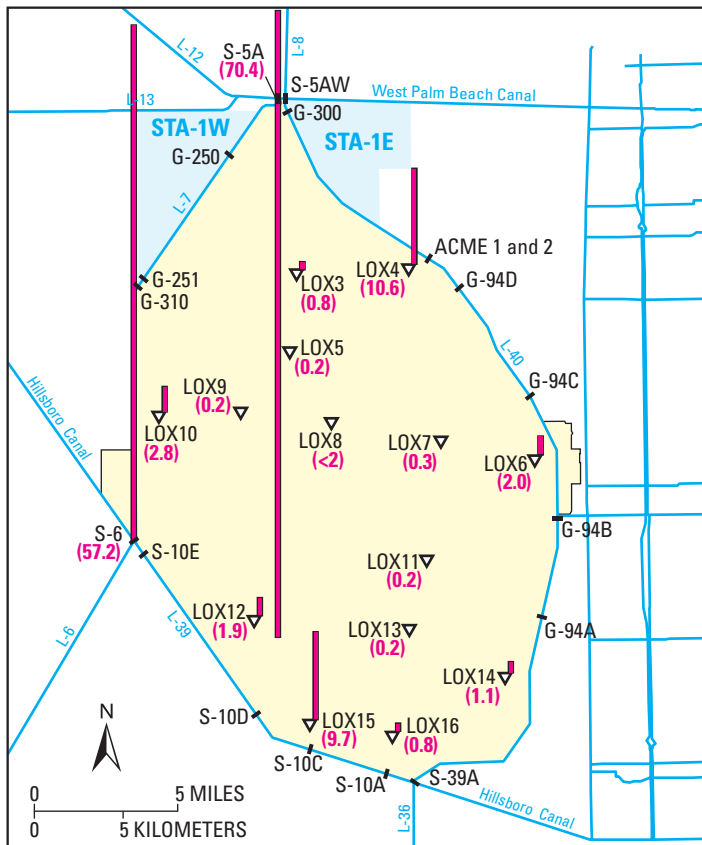 L-12
L-8
S-5A
(70.4)
S-5AW
L-13
West Palm Beach Canal
G-300
STA-1W
STA-1E
G-250
L-7
ACME 1 and 2
G-251
G-310
LOX3
(0.8)
LOX4
(10.6)
G-94D
LOX5
(0.2)
L-40
Hillsboro Canal
LOX9
(0.2)
G-94C
LOX10
(2.8)
LOX8
(<2)
LOX7
(0.3)
LOX6
(2.0)
S-6
(57.2)
S-10E
G-94B
LOX11
(0.2)
L-6
L-39
LOX12
(1.9)
LOX13
(0.2)
G-94A
LOX14
(1.1)
N
S-10D
LOX15
(9.7)
LOX16
(0.8)
S-10C
S-10A
S-39A
Hillsboro Canal
L-36
0 5 MILES
0 5 KILOMETERS